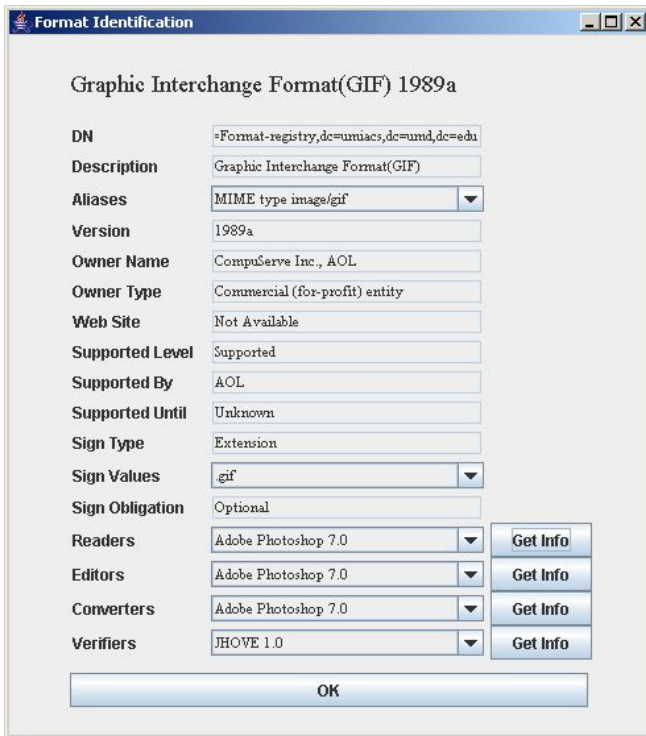 Format Identification
Graphic Interchange Format(GIF) 1989a
DN =Format-registry,dc=umiacs,dc=umd,dc=edu
Description Graphic Interchange Format(GIF)
Aliases MIME type image/gif
Version 1989a
Owner Name CompuServe Inc., AOL
Owner Type Commercial (for-profit) entity
Web Site Not Available
Supported Level Supported
Supported By AOL
Supported Until Unknown
Sign Type Extension
Sign Values .gif
Sign Obligation Optional
Readers Adobe Photoshop 7.0 Get Info
Editors Adobe Photoshop 7.0 Get Info
Converters Adobe Photoshop 7.0 Get Info
Verifiers JHOVE 1.0 Get Info
OK